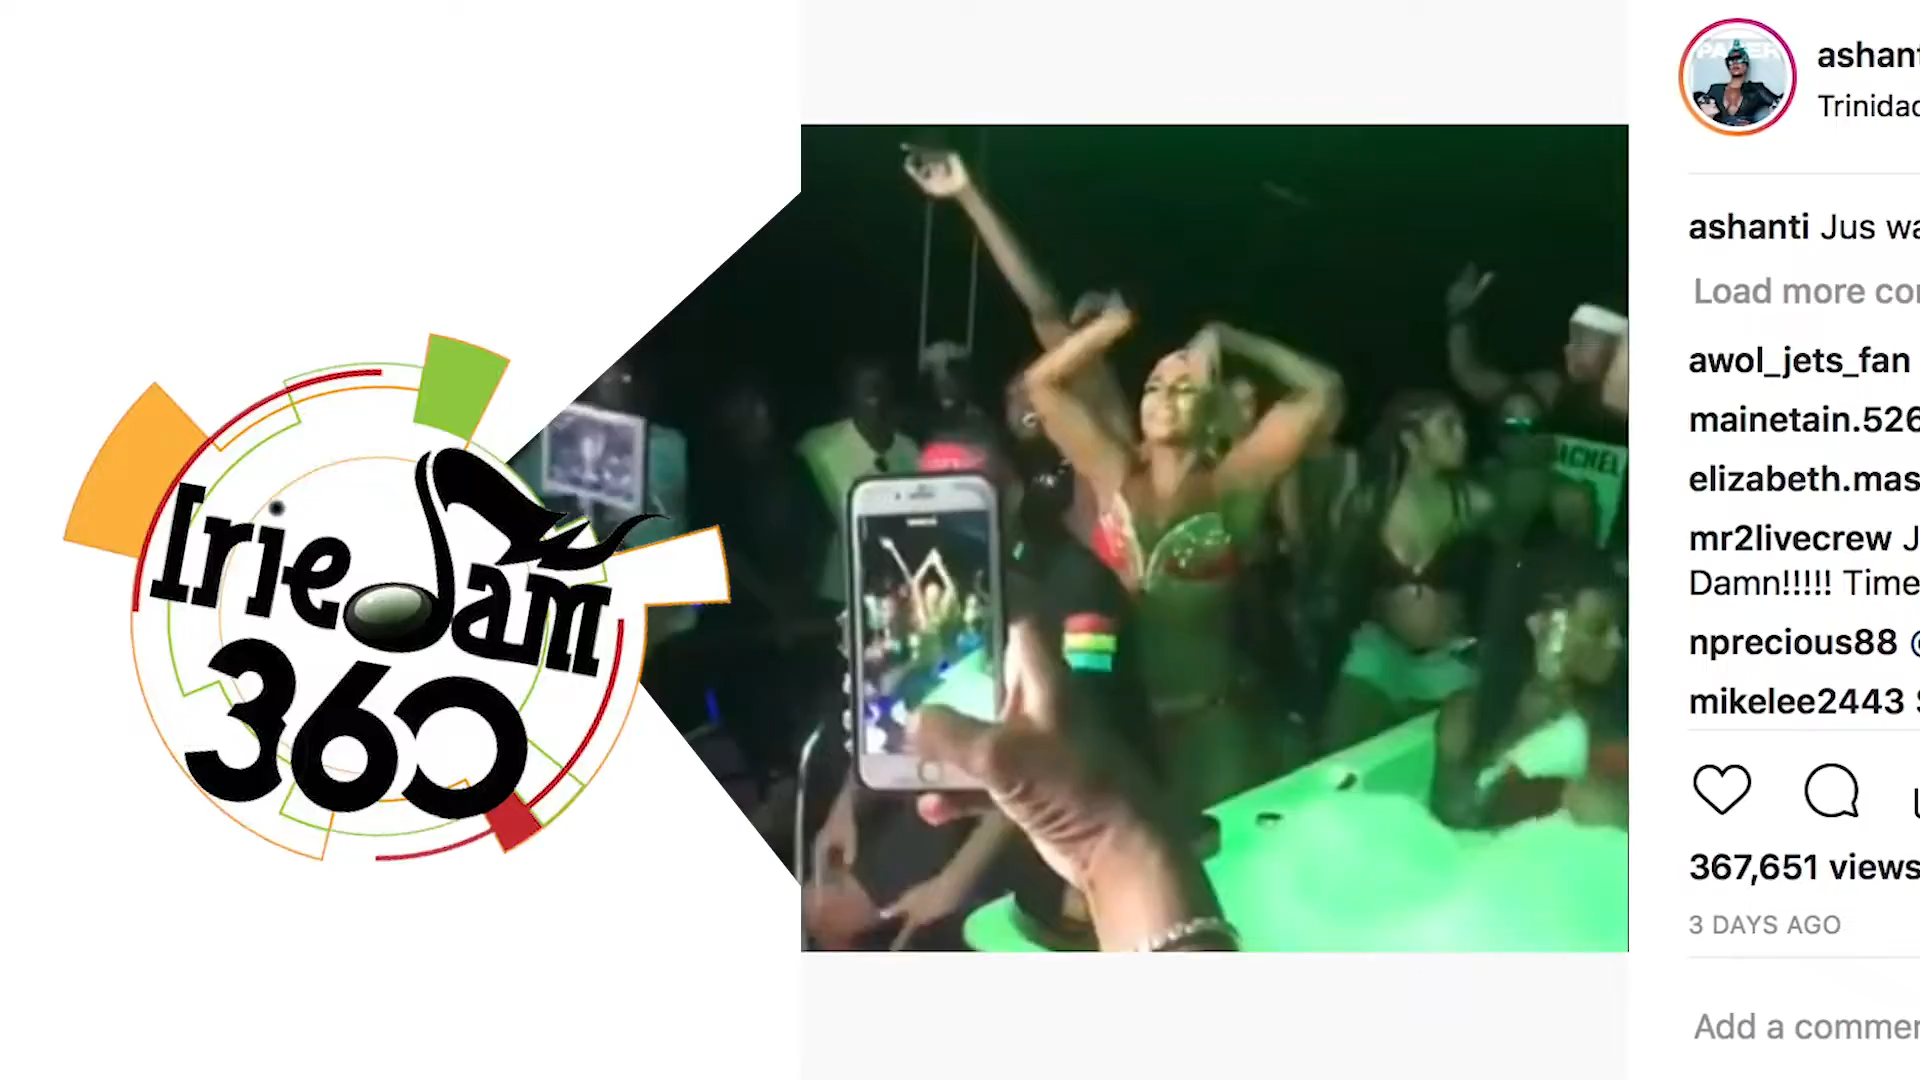 Irie Jam
360
ashant
Trinidad
ashanti Jus wa
Load more co
awol_jets_fan
mainetain.526
elizabeth.mas
mr2livecrew J
Damn!!!!! Time
nprecious88 @
mikelee2443 S
367,651 views
3 DAYS AGO
Add a commen